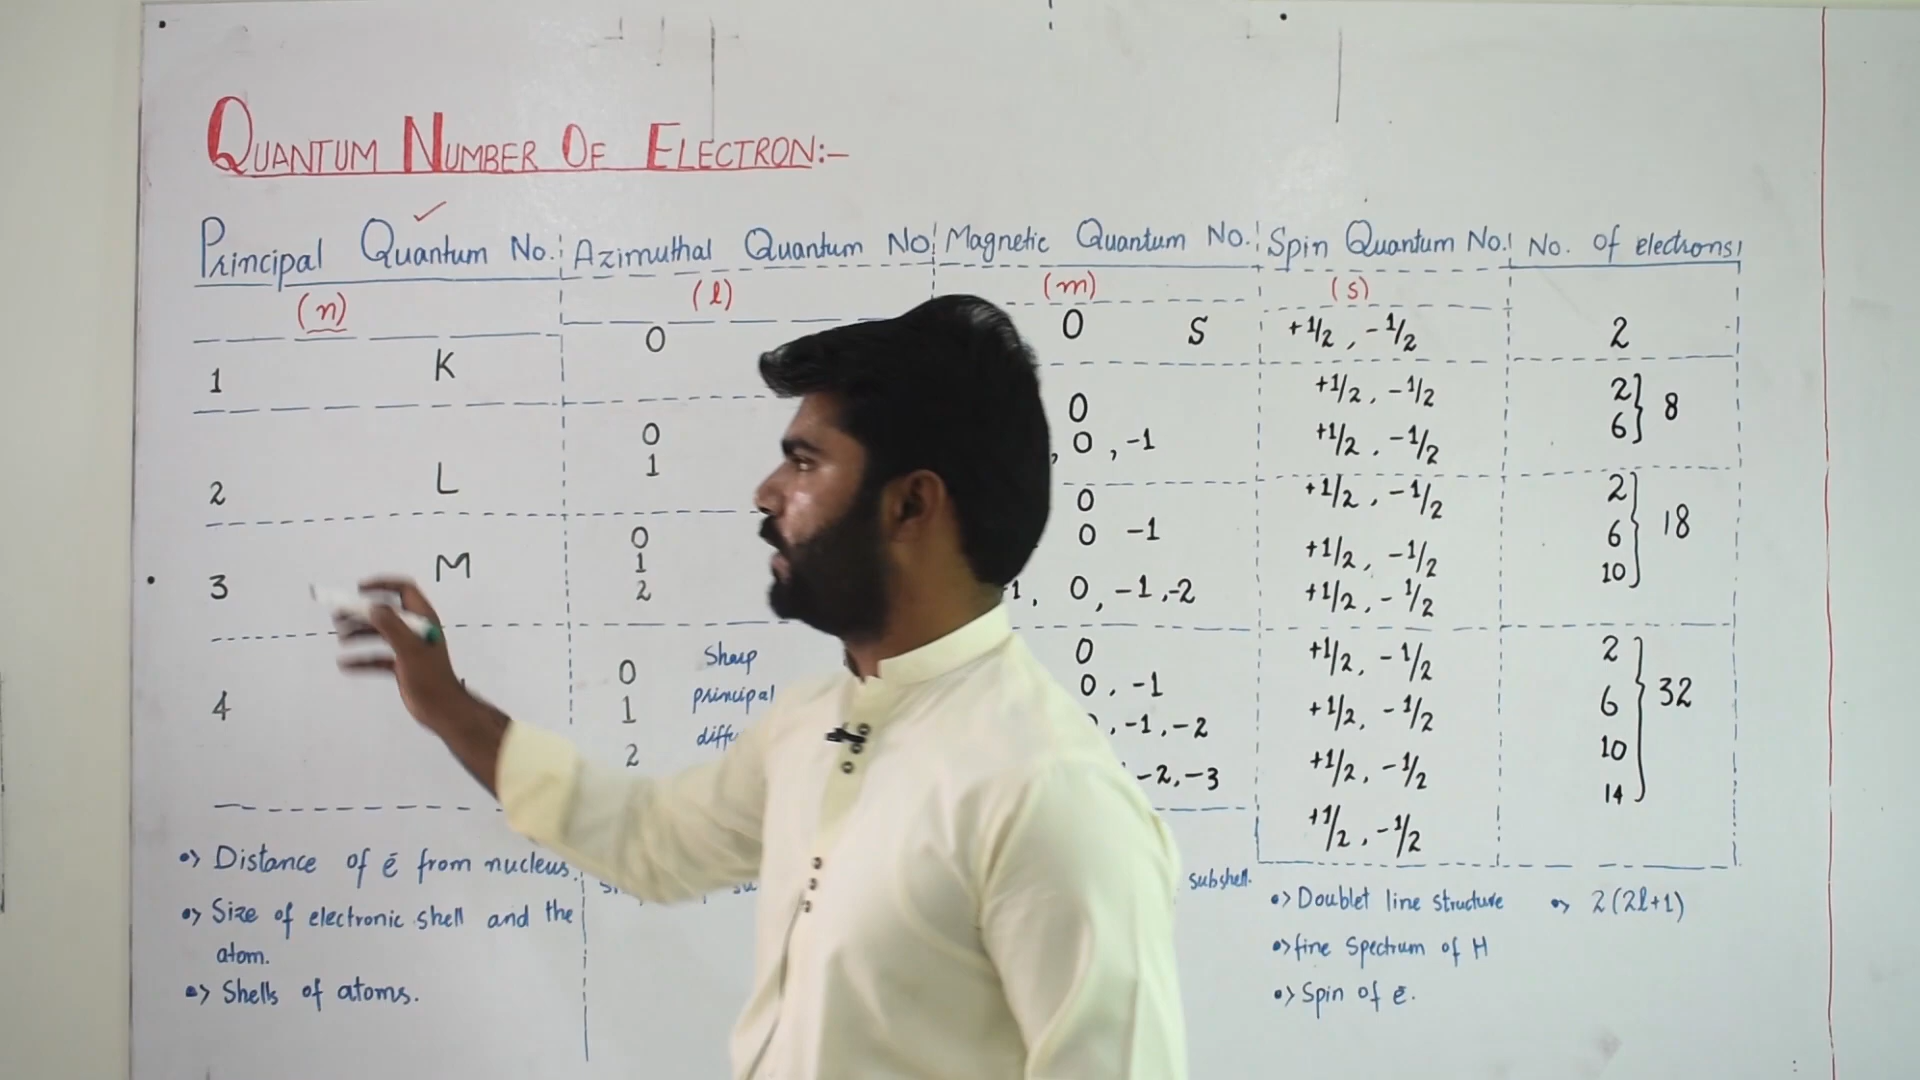 QUANTUM NUMBER OF ELECTRON:-
Principal Quantum No. Azimuthal Quantum No Magnetic Quantum No. Spin Quantum No. No. of electrons
(n) (l) (m) (s)
1 K 0 0 S +1/2, -1/2 2
2 L 0 0 +1/2, -1/2 2 } 8
1 , 0, -1 +1/2, -1/2 6
3 M 0 0 +1/2, -1/2 2 } 18
1 0 -1 +1/2, -1/2 6
2 -1, 0, -1, -2 +1/2, -1/2 10
4 0 Sharp 0 +1/2, -1/2 2 } 32
1 principal 0, -1 +1/2, -1/2 6
2 , -1, -2 +1/2, -1/2 10
-2, -3 +1/2, -1/2 14
Distance of ē from nucleus.
Size of electronic shell and the
atom.
Shells of atoms.
subshell.
Doublet line structure
fine Spectrum of H
Spin of ē.
2(2l+1)